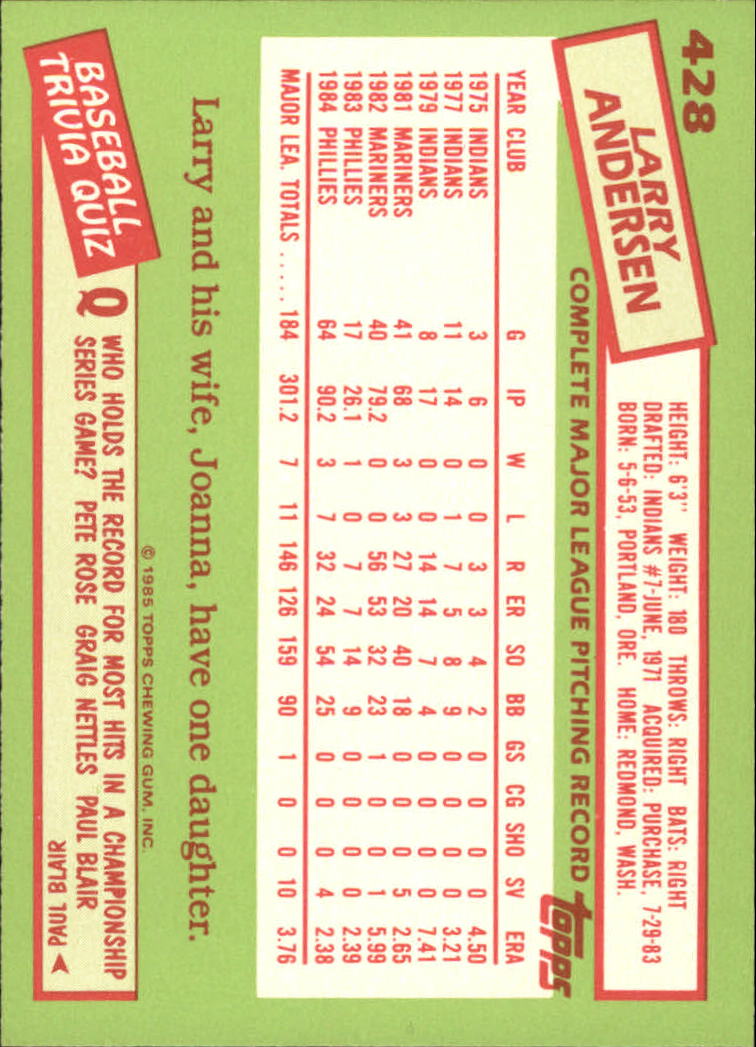 428
LARRY
ANDERSEN
HEIGHT: 6'3" WEIGHT: 180 THROWS: RIGHT BATS: RIGHT
DRAFTED: INDIANS #7-JUNE, 1971 ACQUIRED: PURCHASE, 7-29-83
BORN: 5-6-53, PORTLAND, ORE. HOME: REDMOND, WASH.
COMPLETE MAJOR LEAGUE PITCHING RECORD topps
YEAR CLUB G IP W L R ER SO BB GS CG SHO SV ERA
1975 INDIANS 3 6 0 0 3 3 4 2 0 0 0 0 4.50
1977 INDIANS 11 14 0 1 7 5 8 9 0 0 0 0 3.21
1979 INDIANS 8 17 0 0 14 14 7 4 0 0 0 0 7.41
1981 MARINERS 41 68 3 3 27 20 40 18 0 0 0 5 2.65
1982 MARINERS 40 79.2 0 0 56 53 32 23 1 0 0 1 5.99
1983 PHILLIES 17 26.1 1 0 7 7 14 9 0 0 0 0 2.39
1984 PHILLIES 64 90.2 3 7 32 24 54 25 0 0 0 4 2.38
MAJOR LEA. TOTALS ..... 184 301.2 7 11 146 126 159 90 1 0 0 10 3.76
Larry and his wife, Joanna, have one daughter.
© 1985 TOPPS CHEWING GUM, INC.
BASEBALL
TRIVIA QUIZ
Q WHO HOLDS THE RECORD FOR MOST HITS IN A CHAMPIONSHIP
SERIES GAME? PETE ROSE GRAIG NETTLES PAUL BLAIR
PAUL BLAIR